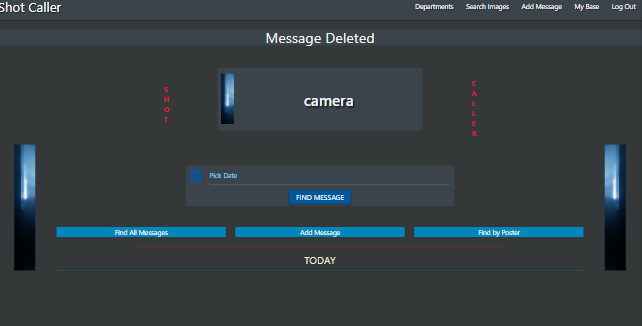 Shot Caller
Departments
Search Images
Add Message
My Base
Log Out
Message Deleted
SHOT
camera
CALLER
Pick Date
FIND MESSAGE
Find All Messages
Add Message
Find by Poster
TODAY